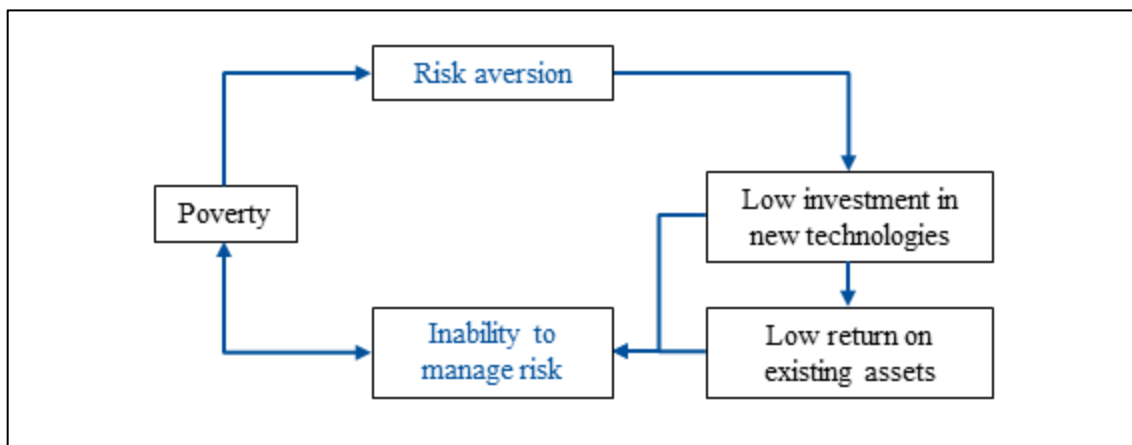 Risk aversion
Poverty
Low investment in
new technologies
Inability to
manage risk
Low return on
existing assets